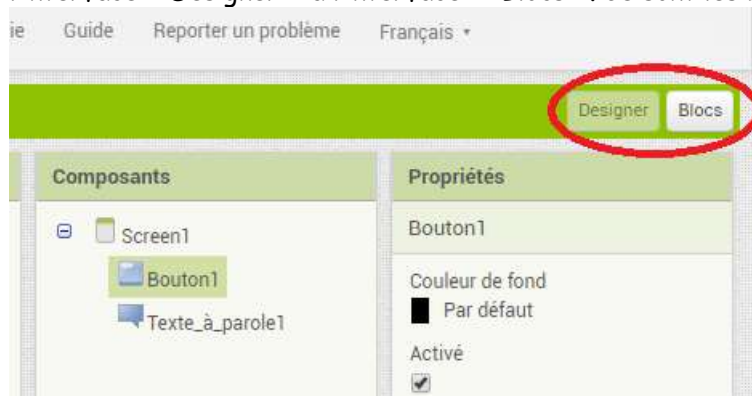 ie Guide Reporter un problème Français
Designer Blocs
Composants
Propriétés
Screen1
Bouton1
Texte_à_parole1
Bouton1
Couleur de fond
Par défaut
Activé